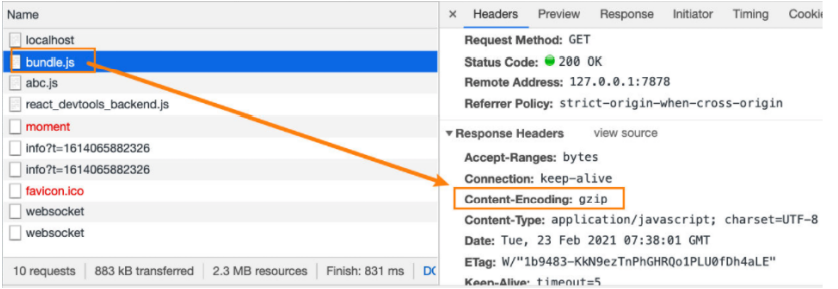 Name
localhost
bundle.js
abc.js
react_devtools_backend.js
moment
info?t=1614065882326
info?t=1614065882326
favicon.ico
websocket
websocket
10 requests 883 kB transferred 2.3 MB resources Finish: 831 ms DO
× Headers Preview Response Initiator Timing Cookie
Request Method: GET
Status Code: 200 OK
Remote Address: 127.0.0.1:7878
Referrer Policy: strict-origin-when-cross-origin
▾ Response Headers view source
Accept-Ranges: bytes
Connection: keep-alive
Content-Encoding: gzip
Content-Type: application/javascript; charset=UTF-8
Date: Tue, 23 Feb 2021 07:38:01 GMT
ETag: W/"1b9483-KkN9ezTnPhGHRQo1PLU0fDh4aLE"
Keep-Alive: timeout=5